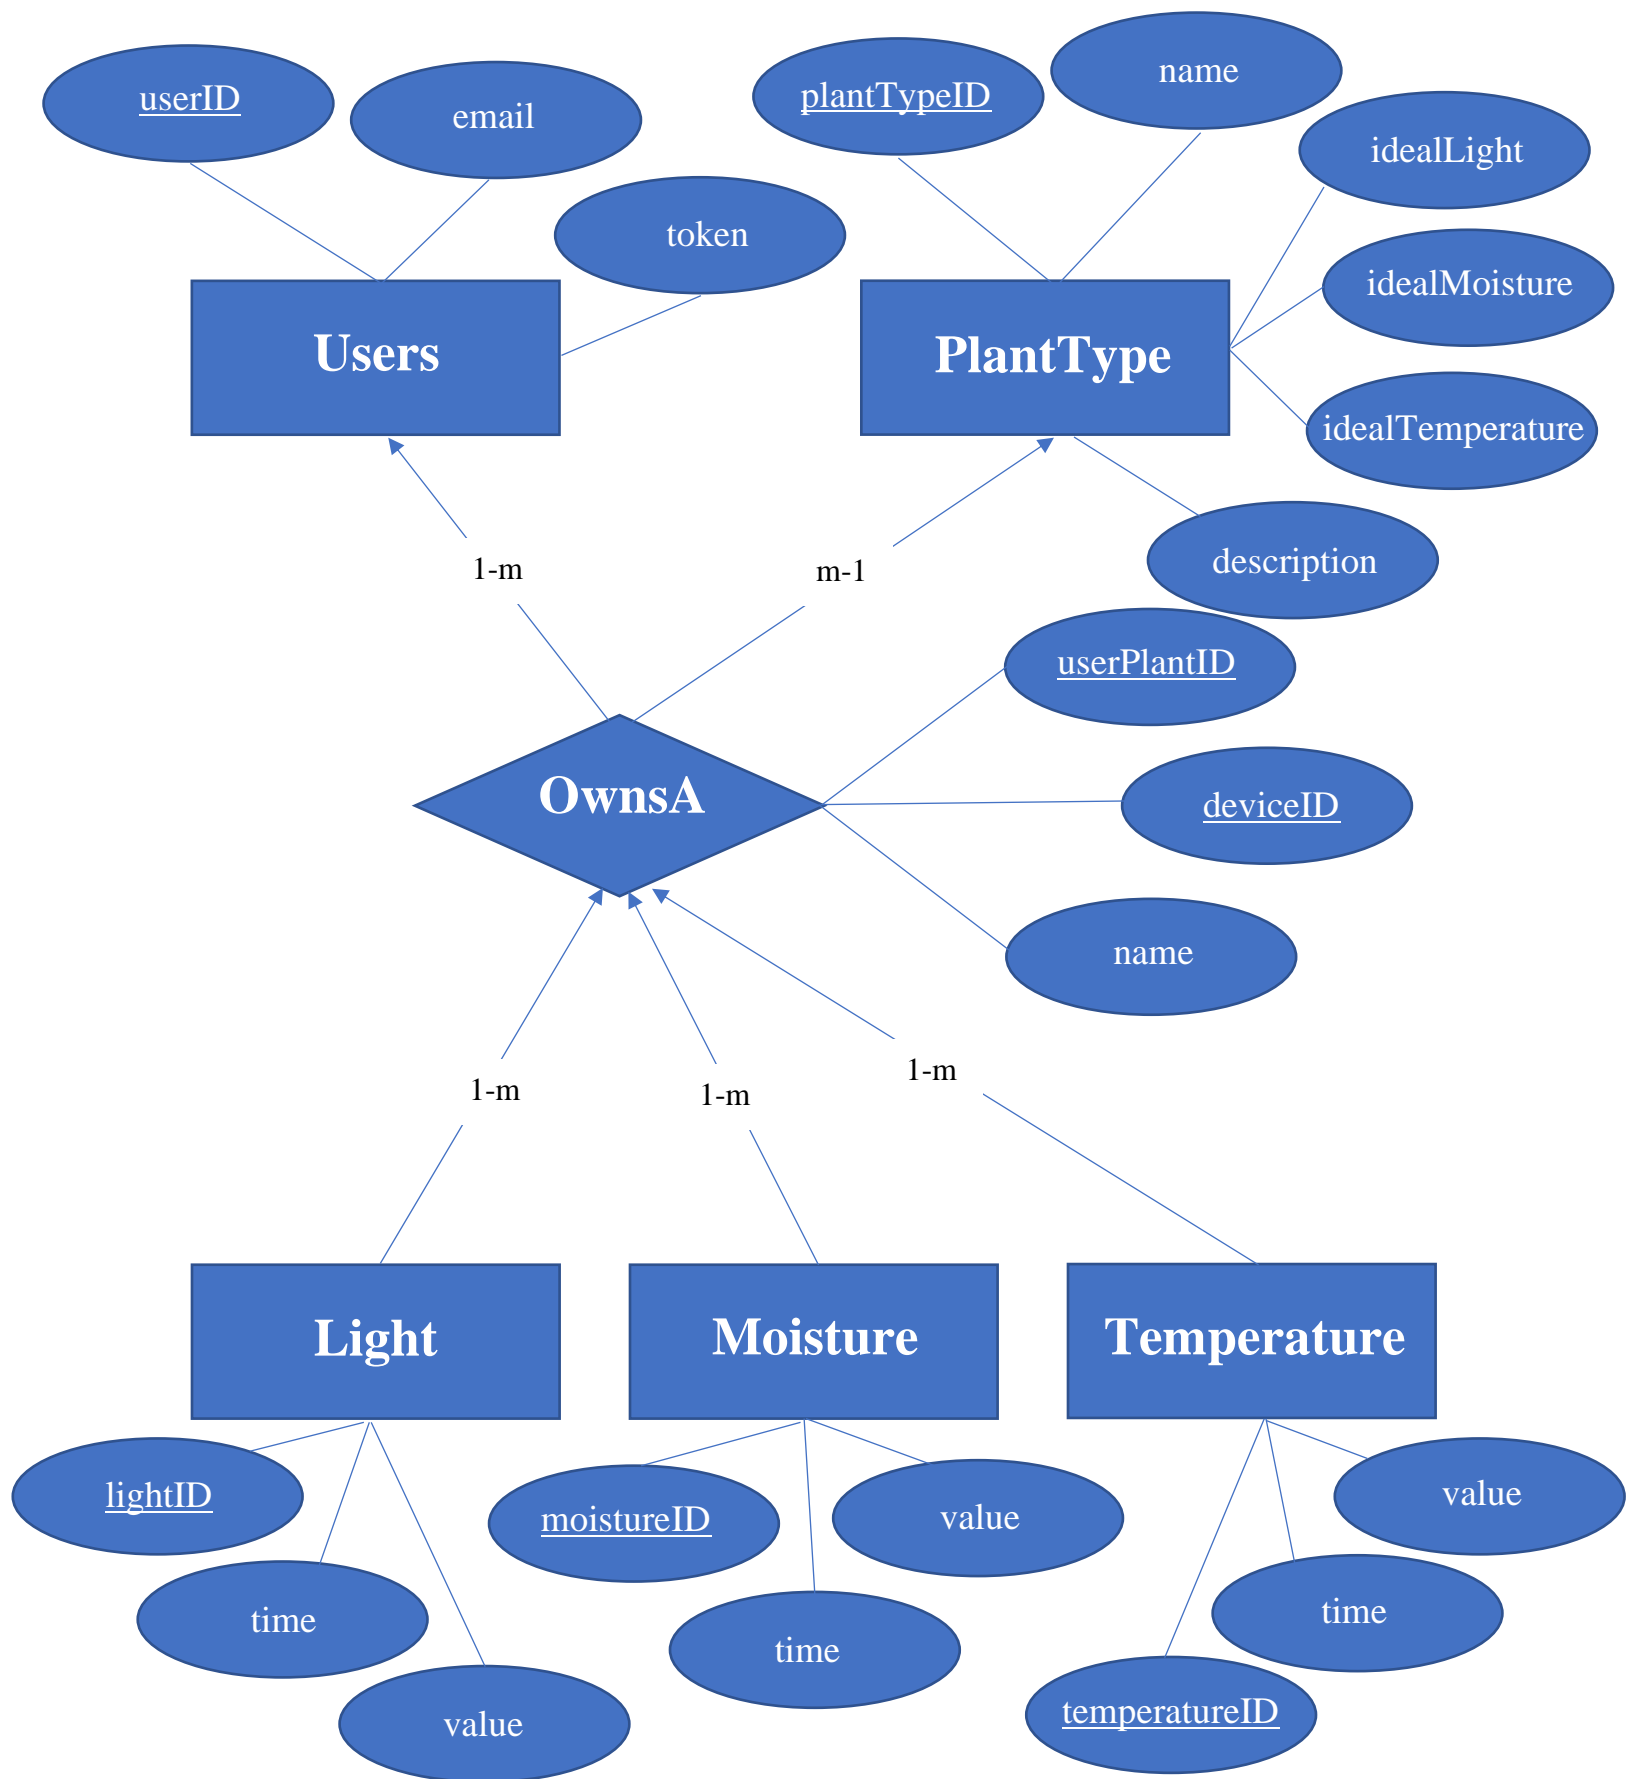 name
userID
plantTypeID
email
idealLight
token
idealMoisture
Users
PlantType
idealTemperature
1-m
m-1
description
userPlantID
OwnsA
deviceID
name
1-m
1-m
1-m
Light
Moisture
Temperature
lightID
moistureID
value
value
time
time
time
value
temperatureID